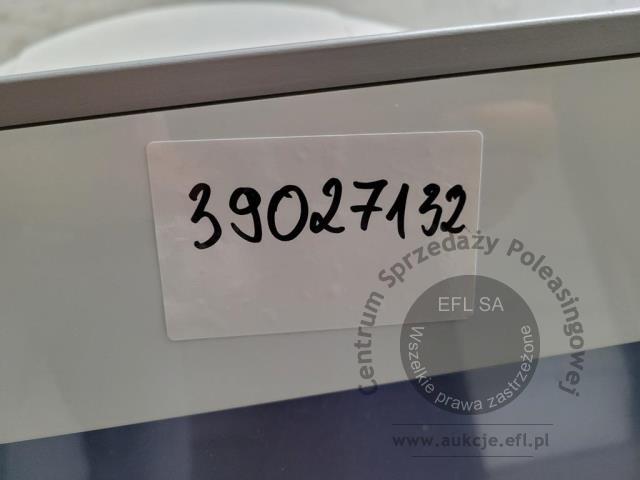 39027132
Centrum Sprzedaży Poleasingowej
EFL SA
Wszelkie prawa zastrzeżone
www.aukcje.efl.pl